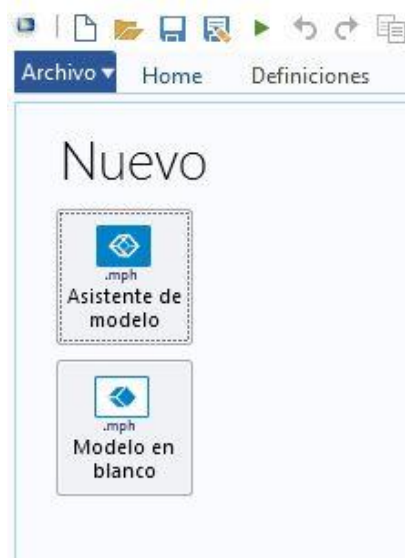 Archivo Home Definiciones
Nuevo
.mph
Asistente de
modelo
.mph
Modelo en
blanco